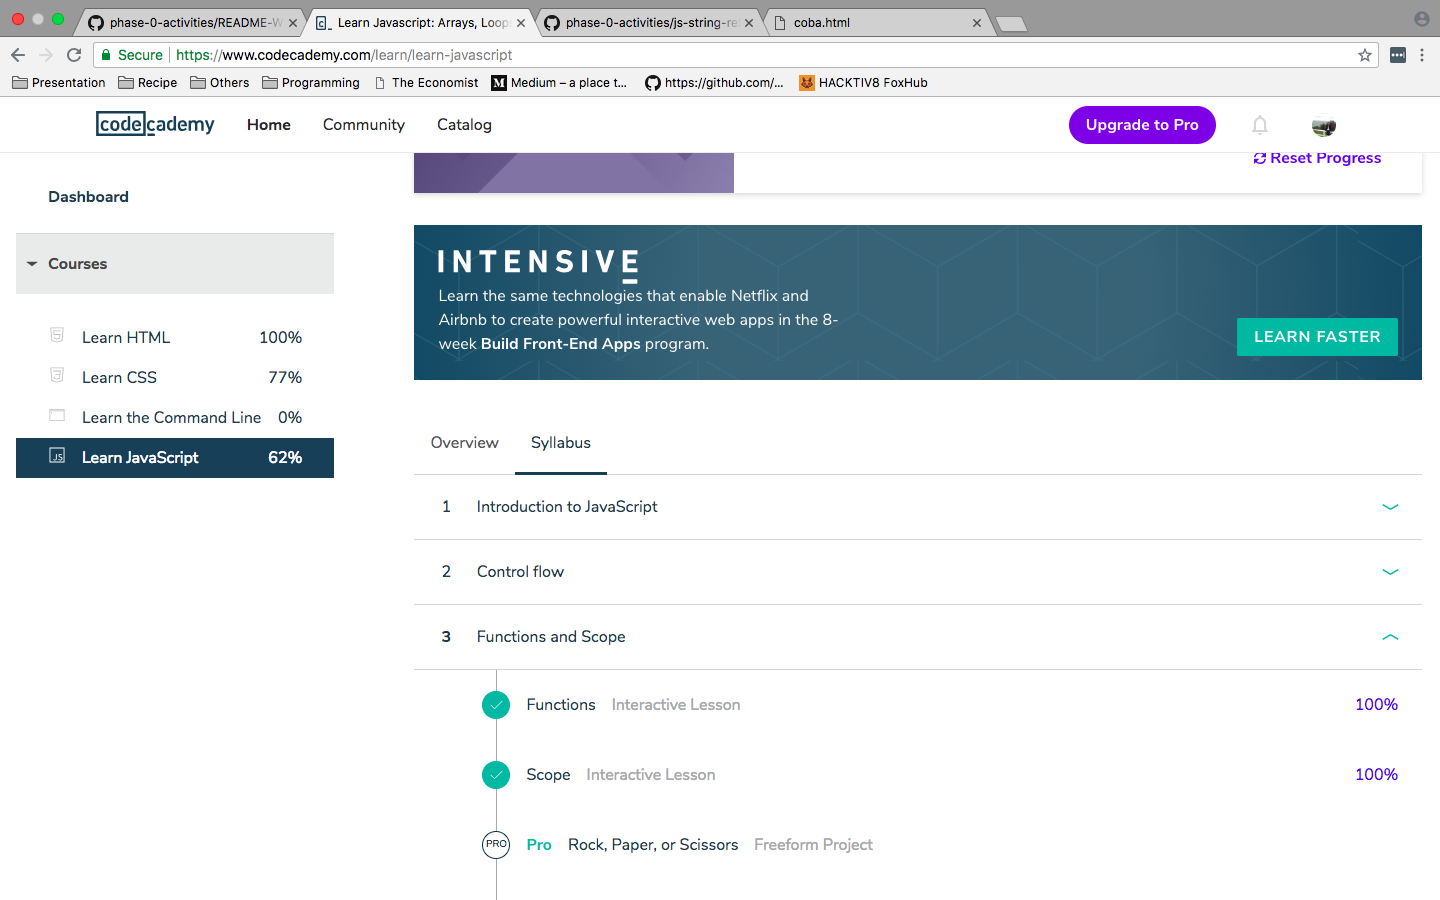 phase-0-activities/README-W
Learn Javascript: Arrays, Loop
phase-0-activities/js-string-re
coba.html
Secure https://www.codecademy.com/learn/learn-javascript
Presentation Recipe Others Programming The Economist Medium – a place t... https://github.com/... HACKTIV8 FoxHub
codecademy Home Community Catalog Upgrade to Pro
Reset Progress
Dashboard
Courses
Learn HTML 100%
Learn CSS 77%
Learn the Command Line 0%
Learn JavaScript 62%
INTENSIVE
Learn the same technologies that enable Netflix and
Airbnb to create powerful interactive web apps in the 8-
week Build Front-End Apps program.
LEARN FASTER
Overview Syllabus
1 Introduction to JavaScript
2 Control flow
3 Functions and Scope
Functions Interactive Lesson 100%
Scope Interactive Lesson 100%
PRO Pro Rock, Paper, or Scissors Freeform Project